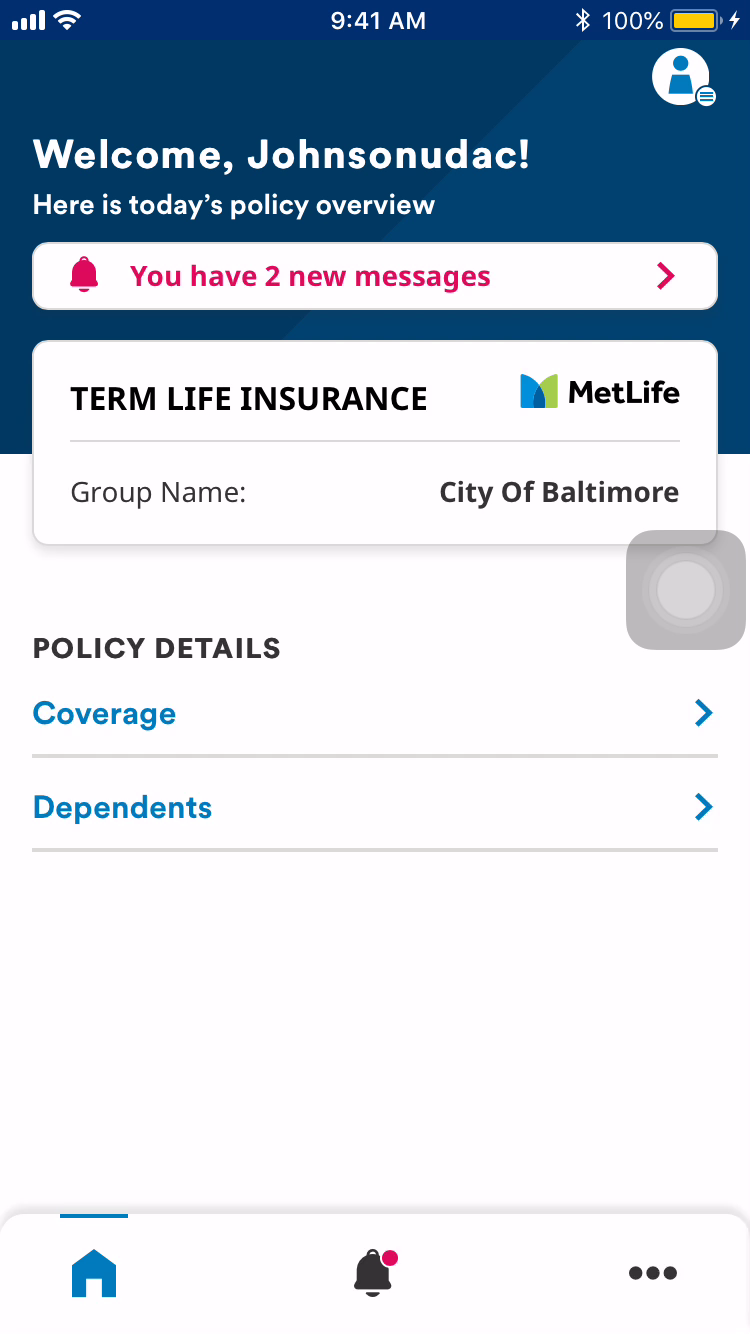 9:41 AM
100%
Welcome, Johnsonudac!
Here is today's policy overview
You have 2 new messages
TERM LIFE INSURANCE
MetLife
Group Name:
City Of Baltimore
POLICY DETAILS
Coverage
Dependents